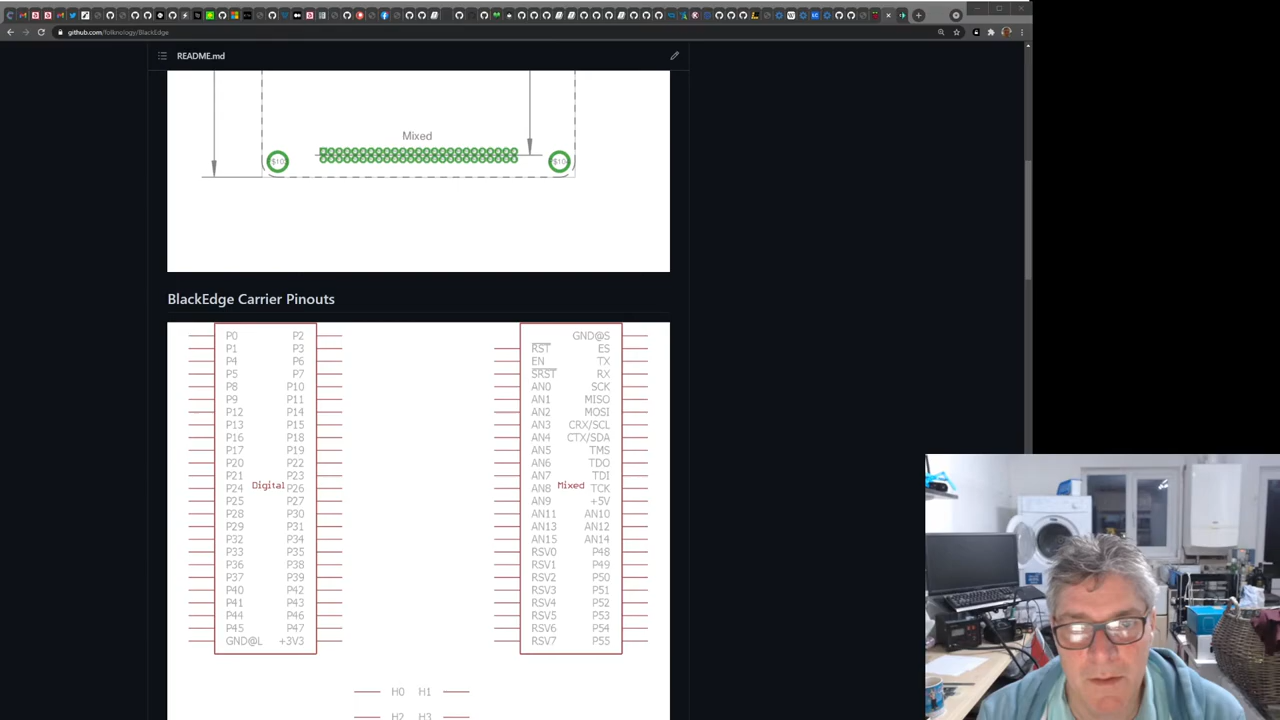 github.com/folknology/BlackEdge
README.md
Mixed
BlackEdge Carrier Pinouts
P0 P2
P1 P3
P4 P6
P5 P7
P8 P10
P9 P11
P12 P14
P13 P15
P16 P18
P17 P19
P20 P22
P21 P23
Digital
P24 P26
P25 P27
P28 P30
P29 P31
P32 P34
P33 P35
P36 P38
P37 P39
P40 P42
P41 P43
P44 P46
P45 P47
GND@L +3V3
GND@S
RST ES
EN TX
SRST RX
AN0 SCK
AN1 MISO
AN2 MOSI
AN3 CRX/SCL
AN4 CTX/SDA
AN5 TMS
AN6 TDO
AN7 TDI
Mixed
AN8 TCK
AN9 +5V
AN11 AN10
AN13 AN12
AN15 AN14
RSV0 P48
RSV1 P49
RSV2 P50
RSV3 P51
RSV4 P52
RSV5 P53
RSV6 P54
RSV7 P55
H0 H1
H2 H3